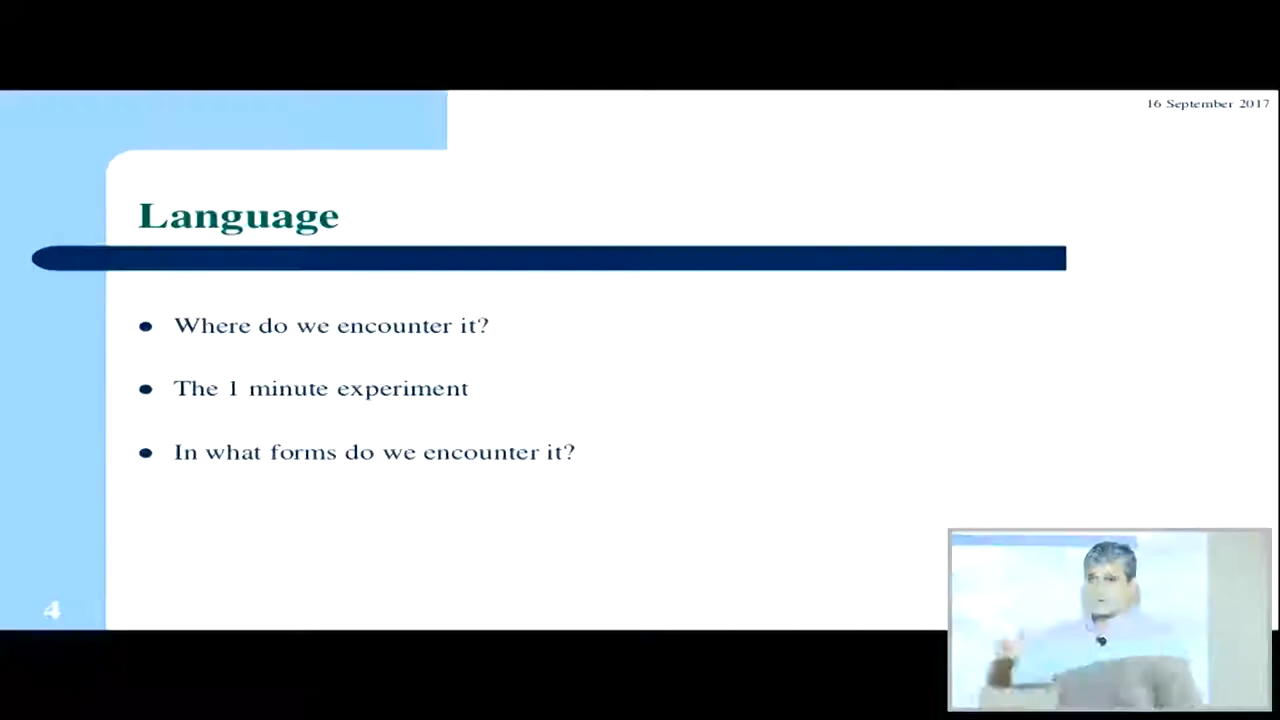 16 September 2017
Language
Where do we encounter it?
The 1 minute experiment
In what forms do we encounter it?
4